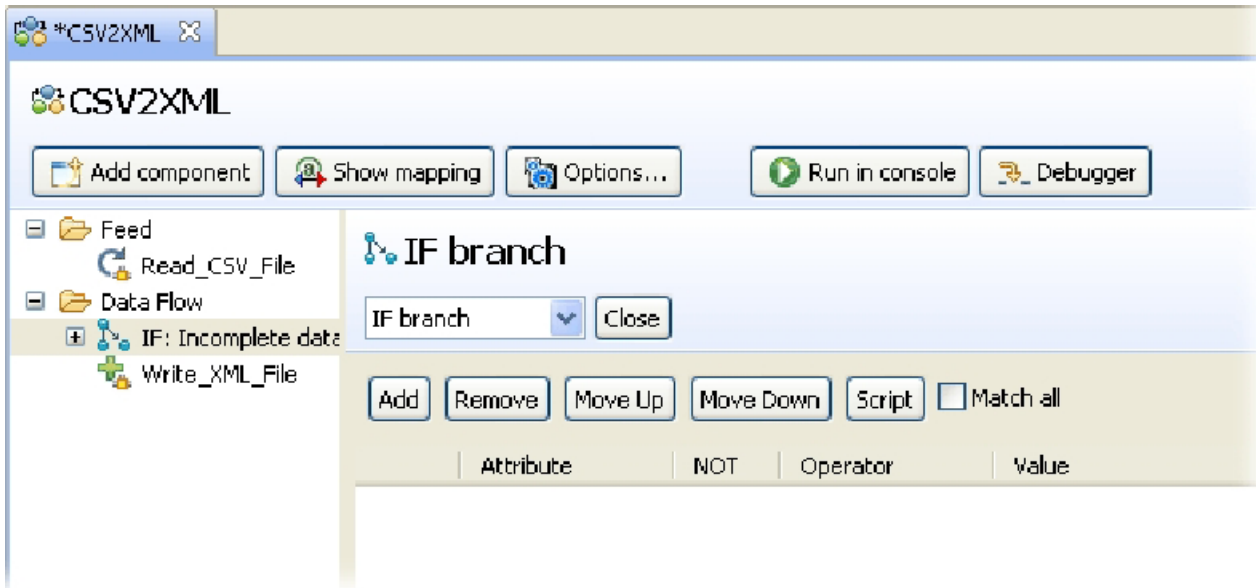 *CSV2XML
CSV2XML
Add component Show mapping Options... Run in console Debugger
Feed
Read_CSV_File
Data Flow
IF: Incomplete data
Write_XML_File
IF branch
IF branch Close
Add Remove Move Up Move Down Script Match all
Attribute NOT Operator Value